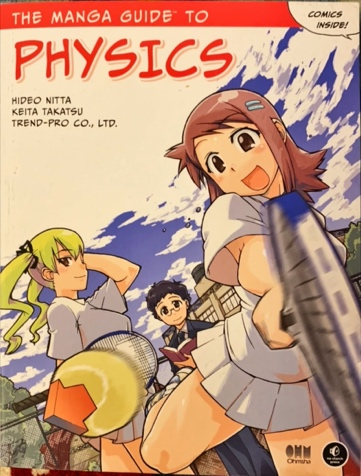 THE MANGA GUIDE™ TO
COMICS
INSIDE!
PHYSICS
HIDEO NITTA
KEITA TAKATSU
TREND-PRO CO., LTD.
Ohmsha